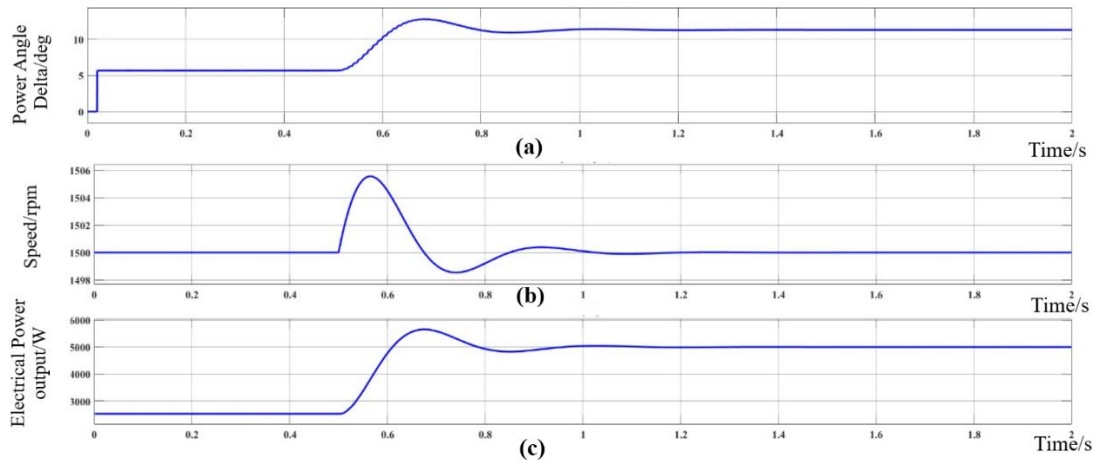 Power Angle
Delta/deg
10
5
0
0 0.2 0.4 0.6 0.8 1 1.2 1.4 1.6 1.8 2
(a)
Time/s
Speed/rpm
1506
1504
1502
1500
1498
0 0.2 0.4 0.6 0.8 1 1.2 1.4 1.6 1.8 2
(b)
Time/s
Electrical Power
output/W
6000
5000
4000
3000
0 0.2 0.4 0.6 0.8 1 1.2 1.4 1.6 1.8 2
(c)
Time/s